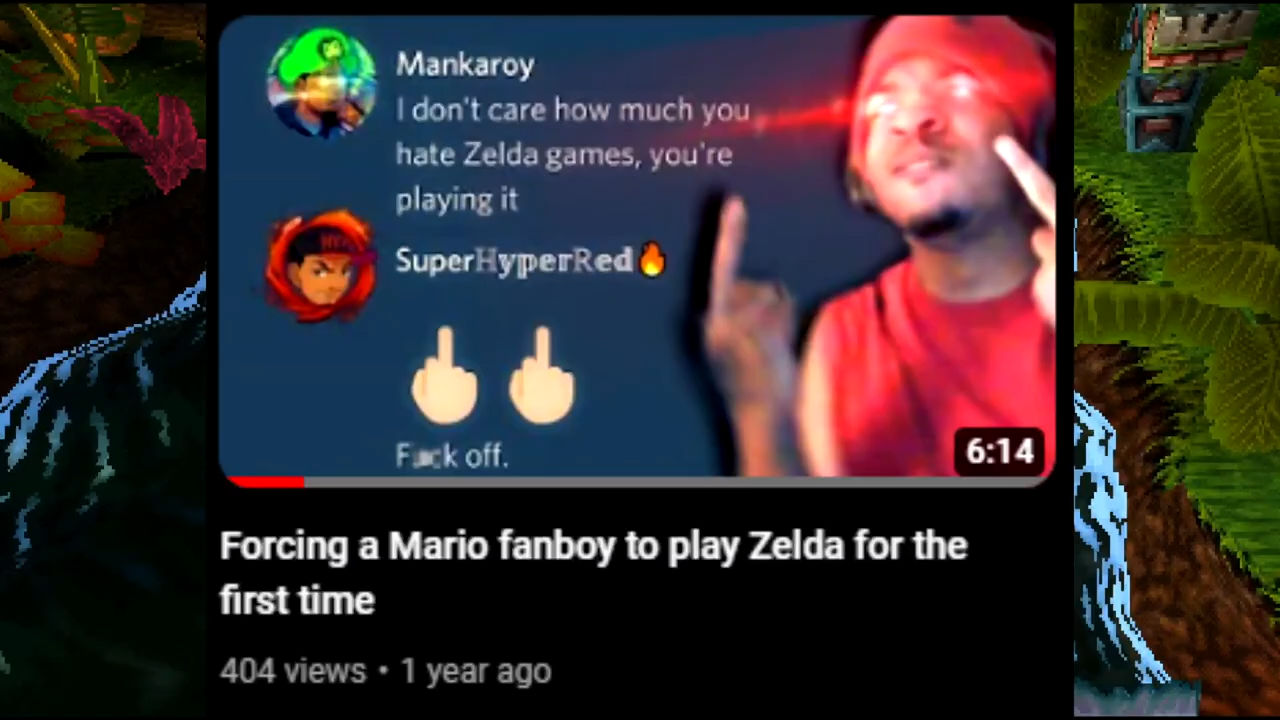 Mankaroy
I don't care how much you
hate Zelda games, you're
playing it
SuperℍyperRed🔥
🖕🏻 🖕🏻
Fuck off.
6:14
Forcing a Mario fanboy to play Zelda for the
first time
404 views • 1 year ago